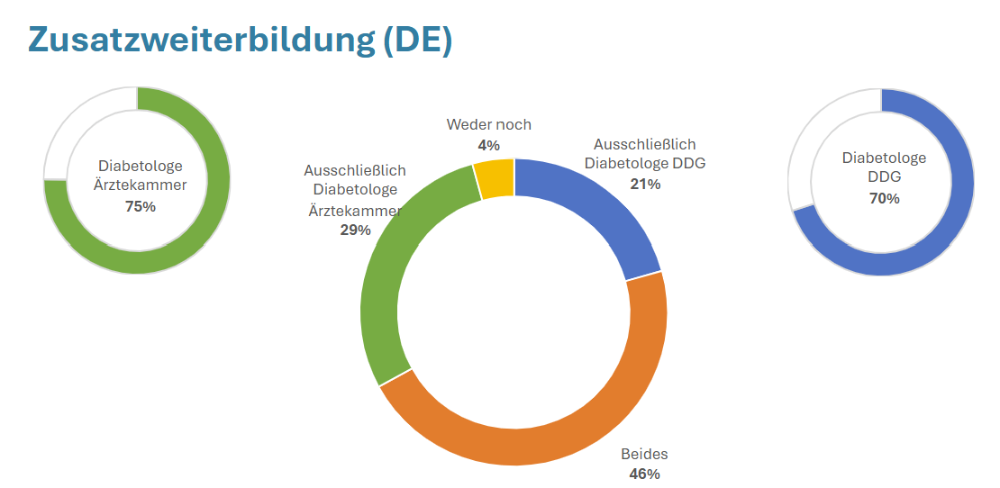 Zusatzweiterbildung (DE)
Diabetologe
Ärztekammer
75%
Weder noch
4%
Ausschließlich
Diabetologe DDG
21%
Ausschließlich
Diabetologe
Ärztekammer
29%
Diabetologe
DDG
70%
Beides
46%